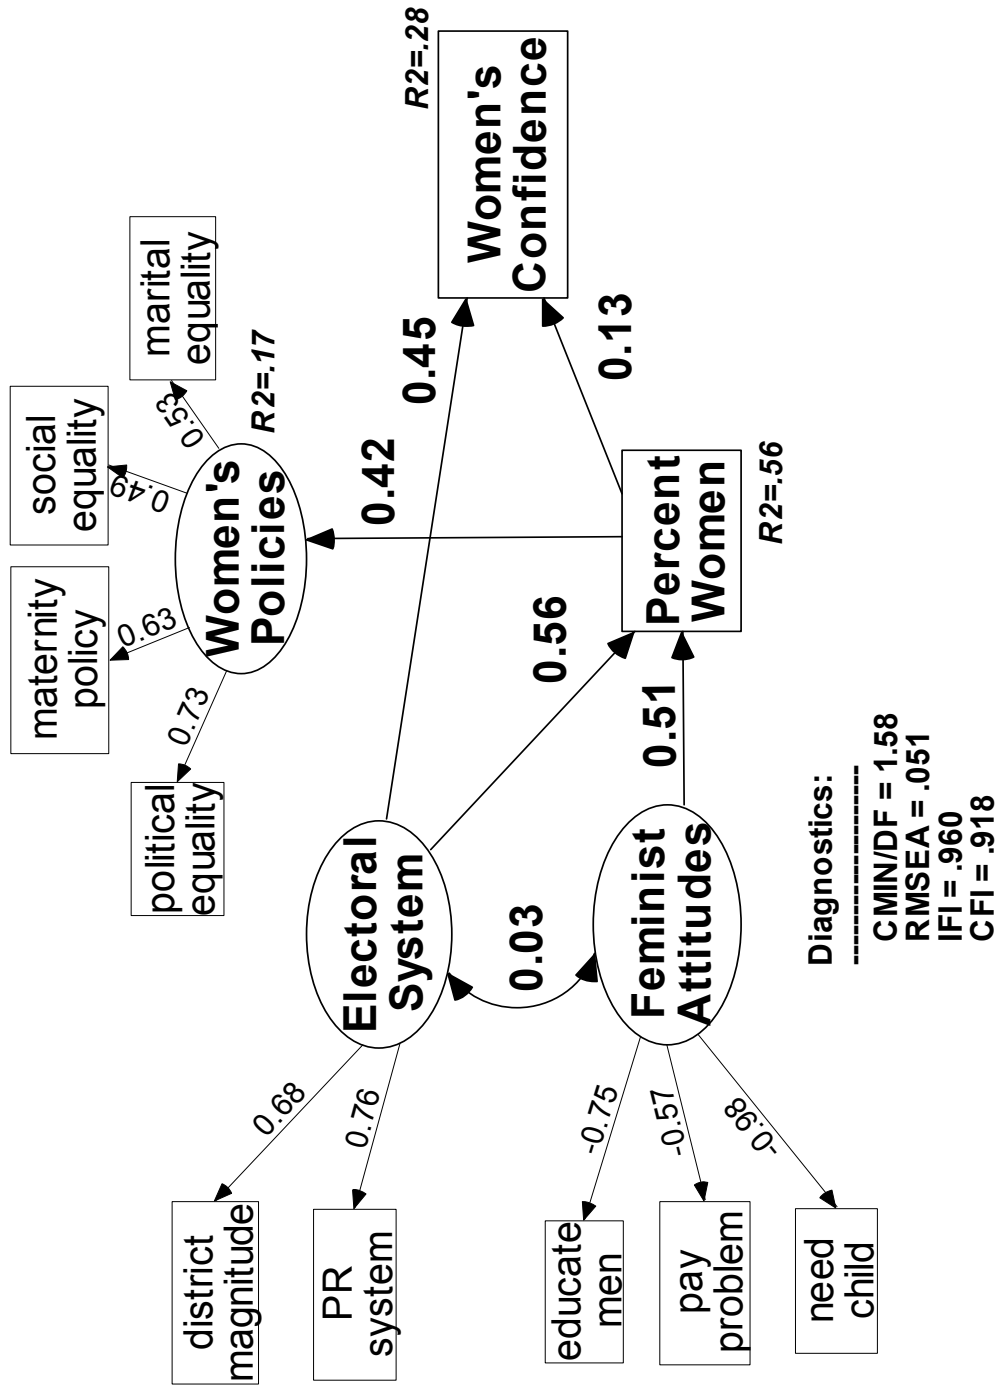 marital
equality
social
equality
maternity
policy
political
equality
0.53
0.49
0.63
0.73
Women's
Policies
R2=.17
R2=.28
Women's
Confidence
0.45
0.42
0.13
0.56
0.51
Percent
Women
R2=.56
Electoral
System
0.03
Feminist
Attitudes
0.68
0.76
district
magnitude
PR
system
-0.75
-0.57
-0.98
educate
men
pay
problem
need
child
Diagnostics:
----------------------
CMIN/DF = 1.58
RMSEA = .051
IFI = .960
CFI = .918